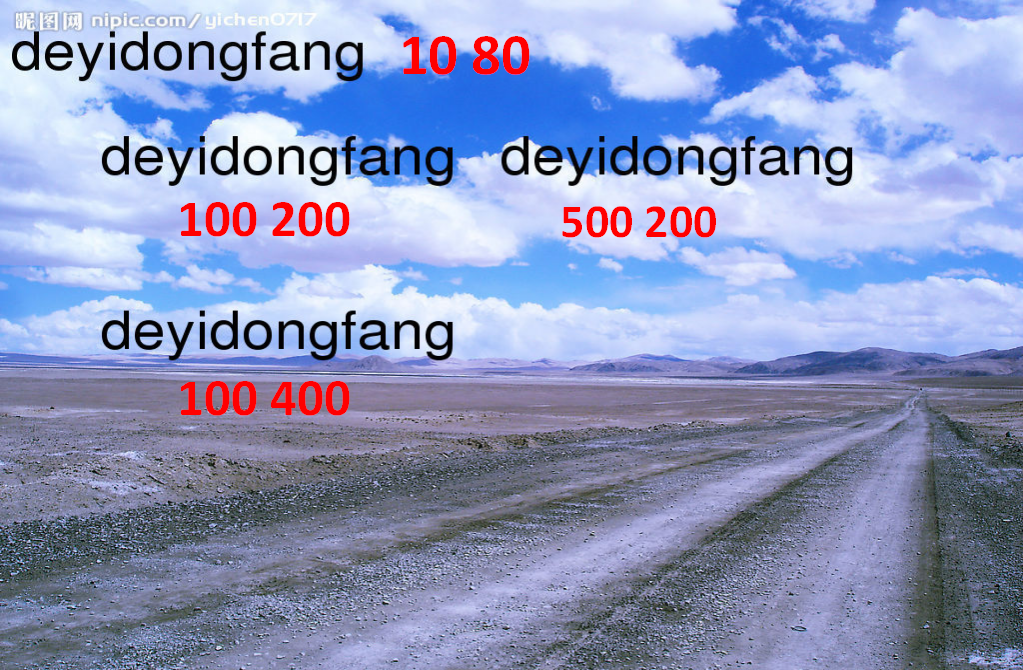 昵图网 nipic.com/yichen0717
deyidongfang 10 80
deyidongfang deyidongfang
100 200 500 200
deyidongfang
100 400